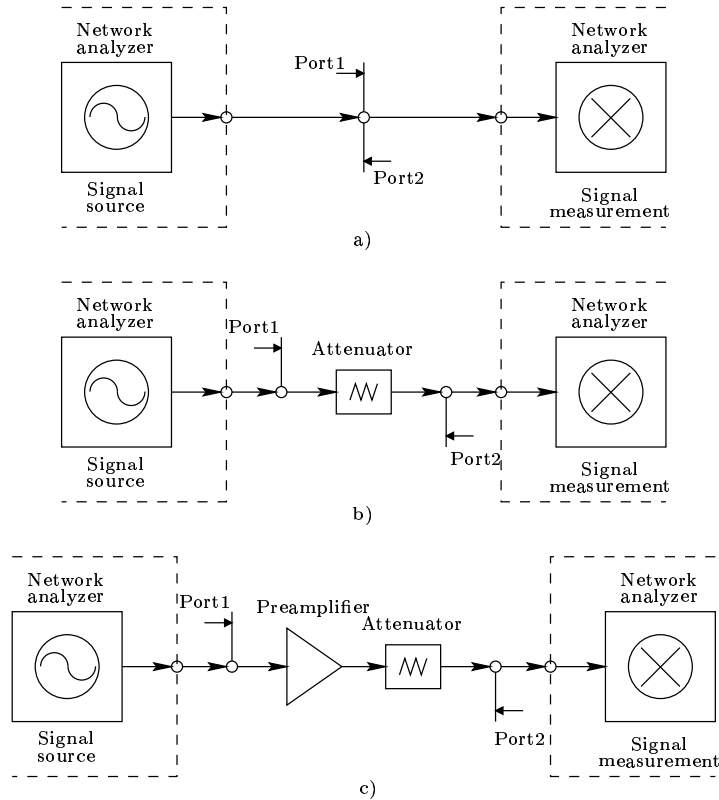 Network
analyzer
Network
analyzer
Port1
Port2
Signal
source
Signal
measurement
a)
Network
analyzer
Network
analyzer
Port1
Attenuator
Port2
Signal
source
Signal
measurement
b)
Network
analyzer
Network
analyzer
Port1
Preamplifier
Attenuator
Port2
Signal
source
Signal
measurement
c)